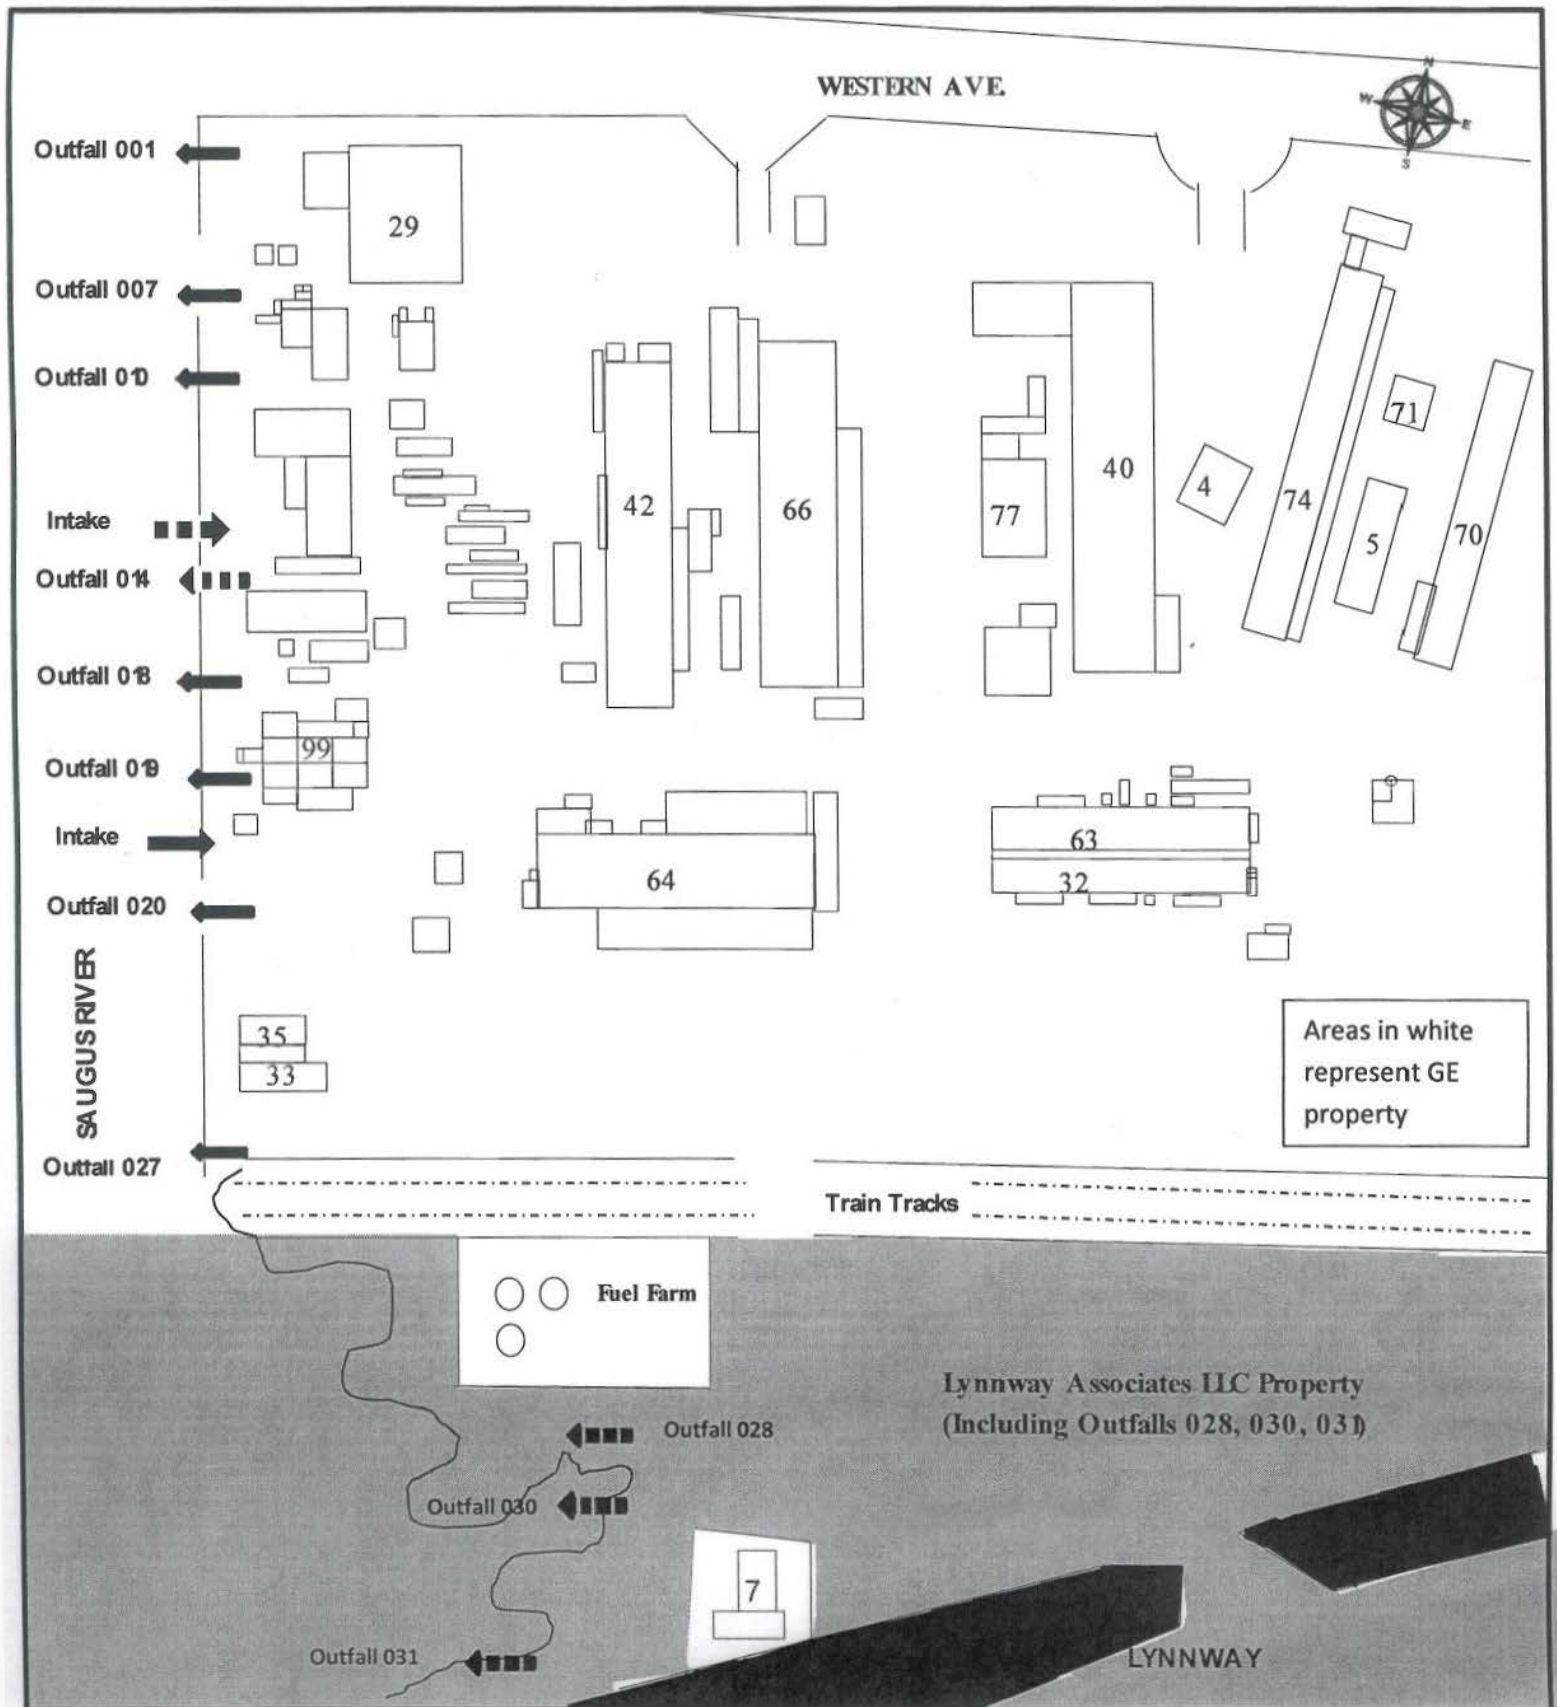 WESTERN AVE.
N
W
E
S
Outfall 001
29
Outfall 007
Outfall 010
71
40
4
42
66
77
74
70
5
Intake
Outfall 014
Outfall 018
99
Outfall 019
Intake
63
64
32
Outfall 020
SAUGUS RIVER
35
33
Areas in white
represent GE
property
Outfall 027
Train Tracks
Fuel Farm
Lynnway Associates LLC Property
(Including Outfalls 028, 030, 031)
Outfall 028
Outfall 030
7
Outfall 031
LYNNWAY